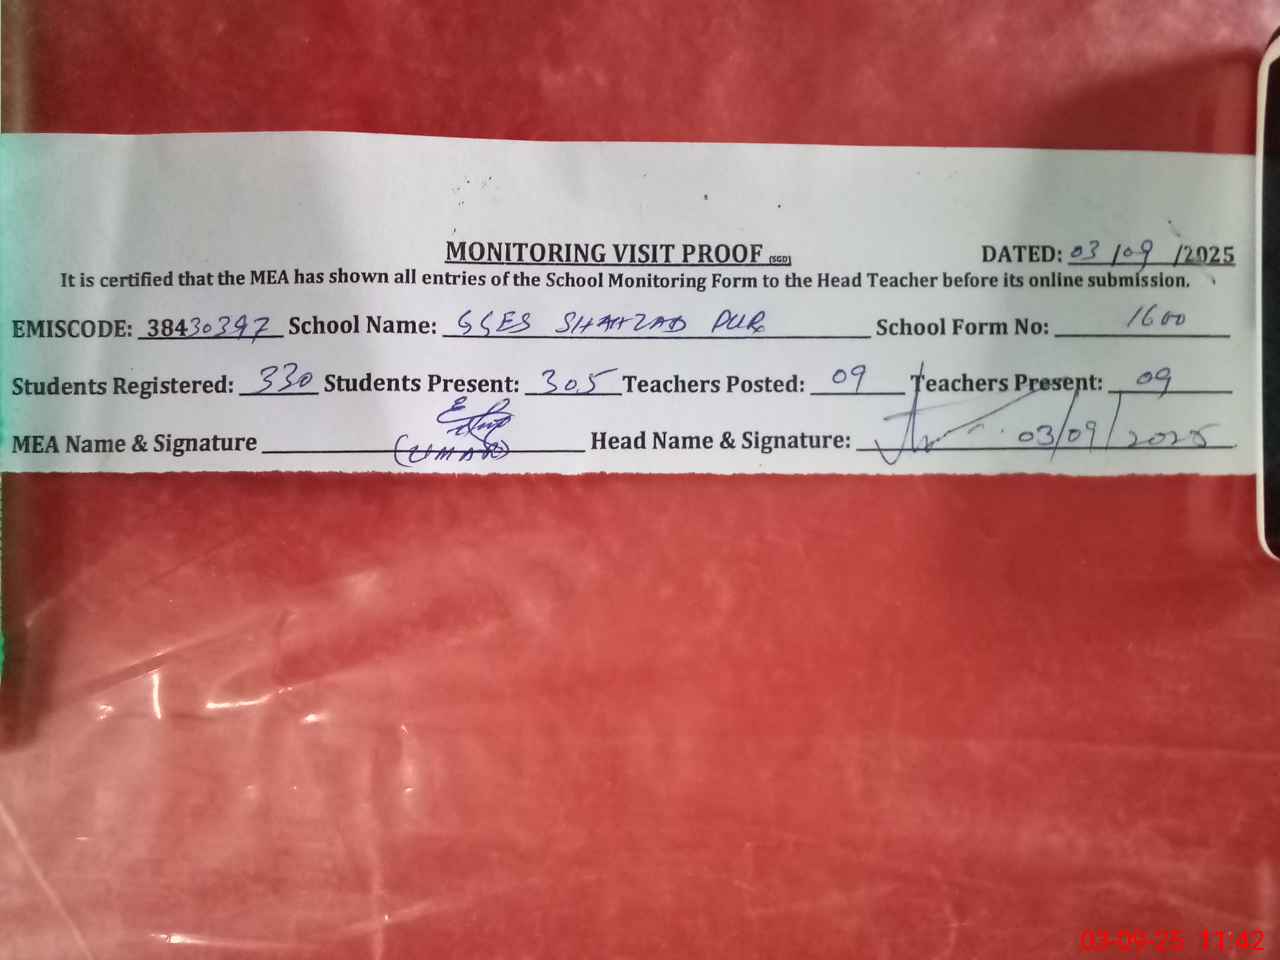 MONITORING VISIT PROOF (SGD) DATED: 03/09/2025
It is certified that the MEA has shown all entries of the School Monitoring Form to the Head Teacher before its online submission.
EMISCODE: 38430397 School Name: GGES SHAHZAD PUR School Form No: 1600
Students Registered: 330 Students Present: 305 Teachers Posted: 09 Teachers Present: 09
MEA Name & Signature (UMAR) Head Name & Signature: 03/09/2025
03-09-25 11:42